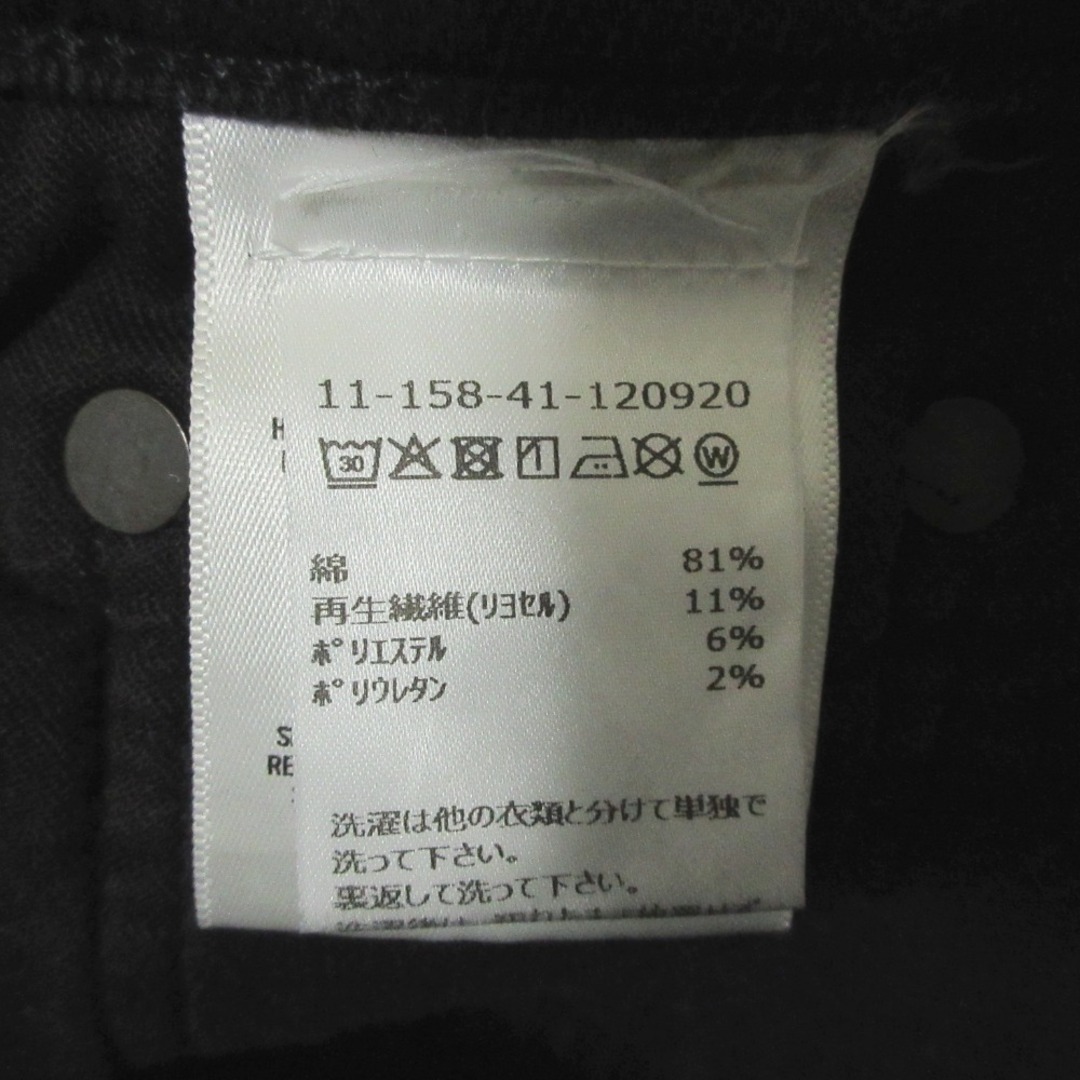 11-158-41-120920
30 W
綿 81%
再生繊維(ﾘﾖｾﾙ) 11%
ﾎﾟﾘｴｽﾃﾙ 6%
ﾎﾟﾘｳﾚﾀﾝ 2%
RE
洗濯は他の衣類と分けて単独で
洗って下さい。
裏返して洗って下さい。